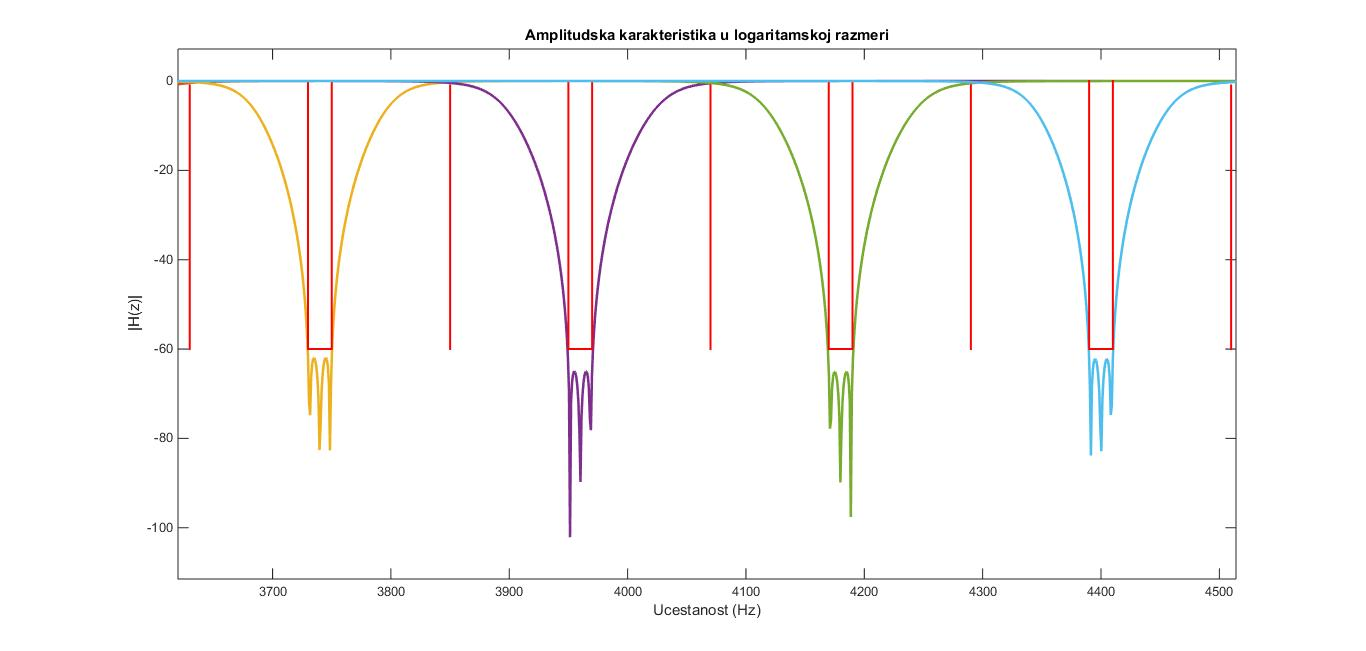 Amplitudska karakteristika u logaritamskoj razmeri
0
-20
-40
-60
-80
-100
|H(z)|
3700 3800 3900 4000 4100 4200 4300 4400 4500
Ucestanost (Hz)